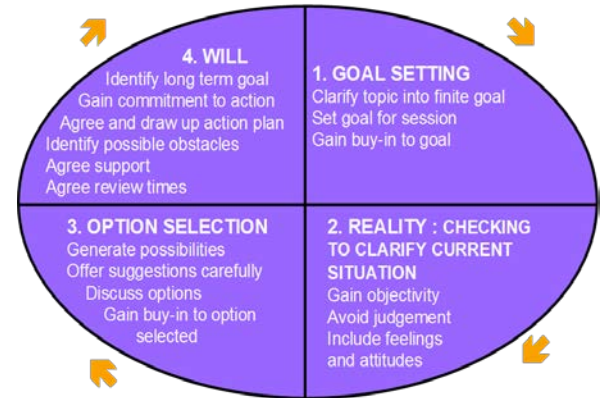 4. WILL
Identify long term goal
Gain commitment to action
Agree and draw up action plan
Identify possible obstacles
Agree support
Agree review times
1. GOAL SETTING
Clarify topic into finite goal
Set goal for session
Gain buy-in to goal
3. OPTION SELECTION
Generate possibilities
Offer suggestions carefully
Discuss options
Gain buy-in to option
selected
2. REALITY : CHECKING
TO CLARIFY CURRENT
SITUATION
Gain objectivity
Avoid judgement
Include feelings
and attitudes